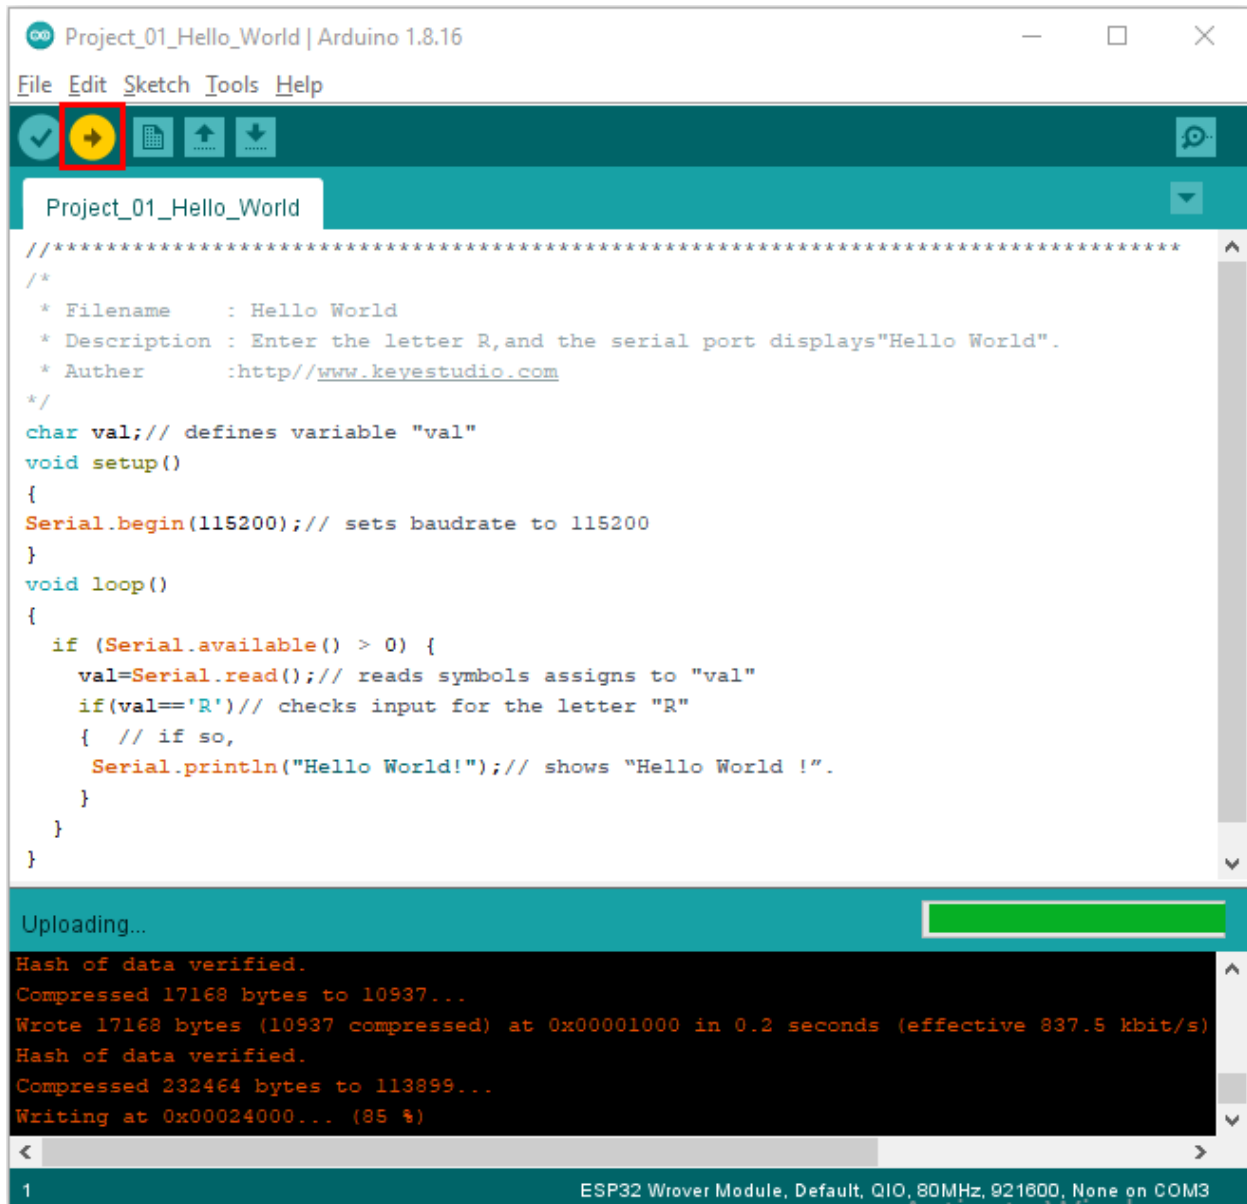 Project_01_Hello_World | Arduino 1.8.16
File Edit Sketch Tools Help
Project_01_Hello_World
//*************************************************************************************
/*
 * Filename    : Hello World
 * Description : Enter the letter R,and the serial port displays"Hello World".
 * Auther      :http//www.keyestudio.com
*/
char val;// defines variable "val"
void setup()
{
Serial.begin(115200);// sets baudrate to 115200
}
void loop()
{
  if (Serial.available() > 0) {
    val=Serial.read();// reads symbols assigns to "val"
    if(val=='R')// checks input for the letter "R"
    {  // if so,
     Serial.println("Hello World!");// shows “Hello World !”.
    }
  }
}
Uploading...
Hash of data verified.
Compressed 17168 bytes to 10937...
Wrote 17168 bytes (10937 compressed) at 0x00001000 in 0.2 seconds (effective 837.5 kbit/s)
Hash of data verified.
Compressed 232464 bytes to 113899...
Writing at 0x00024000... (85 %)
1
ESP32 Wrover Module, Default, QIO, 80MHz, 921600, None on COM3